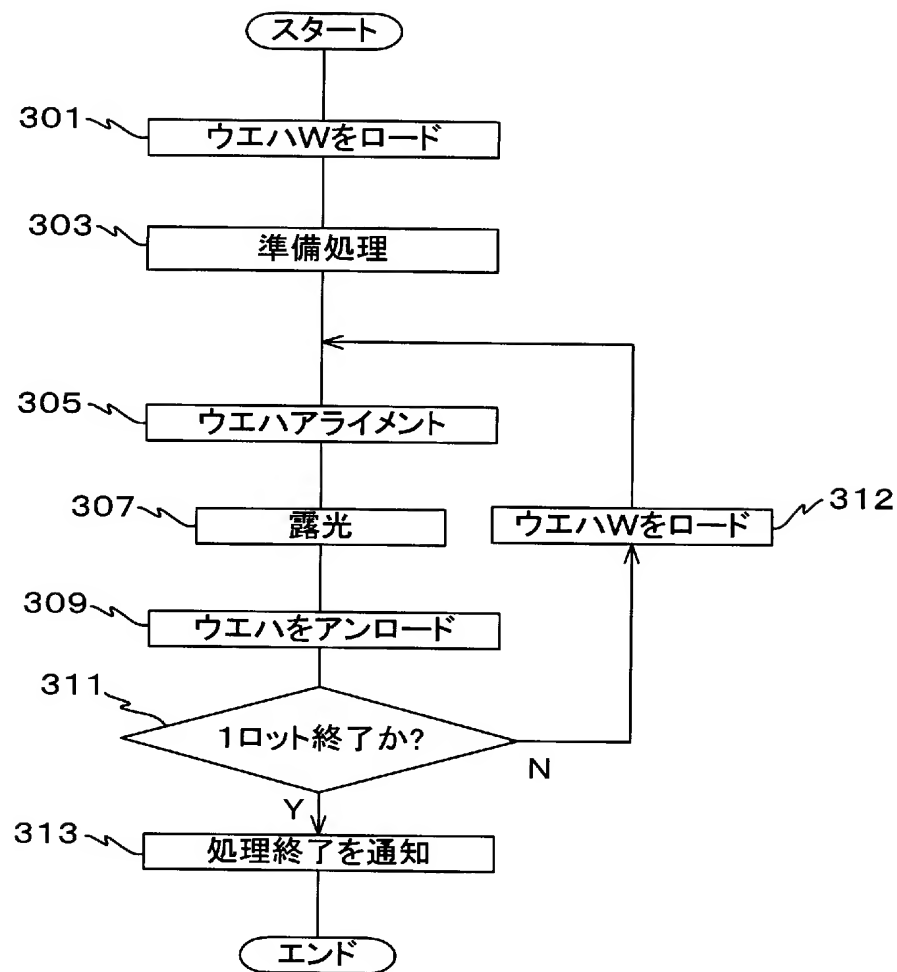 スタート
301
ウエハWをロード
303
準備処理
305
ウエハアライメント
307
露光
312
ウエハWをロード
309
ウエハをアンロード
311
1ロット終了か?
N
Y
313
処理終了を通知
エンド